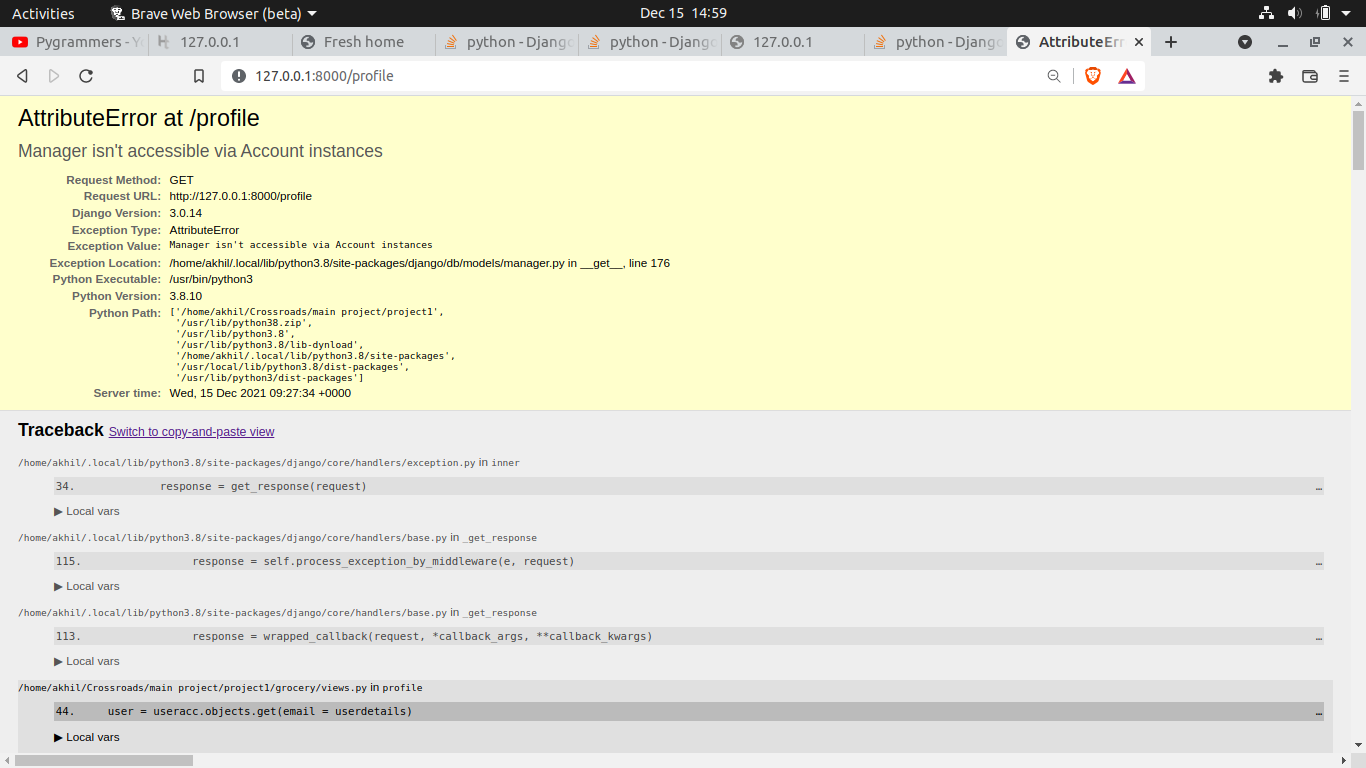 Activities Brave Web Browser (beta) Dec 15 14:59
Pygrammers - Y 127.0.0.1 Fresh home python - Django python - Django 127.0.0.1 python - Django AttributeErr
127.0.0.1:8000/profile
AttributeError at /profile
Manager isn't accessible via Account instances
Request Method: GET
Request URL: http://127.0.0.1:8000/profile
Django Version: 3.0.14
Exception Type: AttributeError
Exception Value: Manager isn't accessible via Account instances
Exception Location: /home/akhil/.local/lib/python3.8/site-packages/django/db/models/manager.py in __get__, line 176
Python Executable: /usr/bin/python3
Python Version: 3.8.10
Python Path: ['/home/akhil/Crossroads/main project/project1',
'/usr/lib/python38.zip',
'/usr/lib/python3.8',
'/usr/lib/python3.8/lib-dynload',
'/home/akhil/.local/lib/python3.8/site-packages',
'/usr/local/lib/python3.8/dist-packages',
'/usr/lib/python3/dist-packages']
Server time: Wed, 15 Dec 2021 09:27:34 +0000
Traceback Switch to copy-and-paste view
/home/akhil/.local/lib/python3.8/site-packages/django/core/handlers/exception.py in inner
34. response = get_response(request) …
▶ Local vars
/home/akhil/.local/lib/python3.8/site-packages/django/core/handlers/base.py in _get_response
115. response = self.process_exception_by_middleware(e, request) …
▶ Local vars
/home/akhil/.local/lib/python3.8/site-packages/django/core/handlers/base.py in _get_response
113. response = wrapped_callback(request, *callback_args, **callback_kwargs) …
▶ Local vars
/home/akhil/Crossroads/main project/project1/grocery/views.py in profile
44. user = useracc.objects.get(email = userdetails) …
▶ Local vars